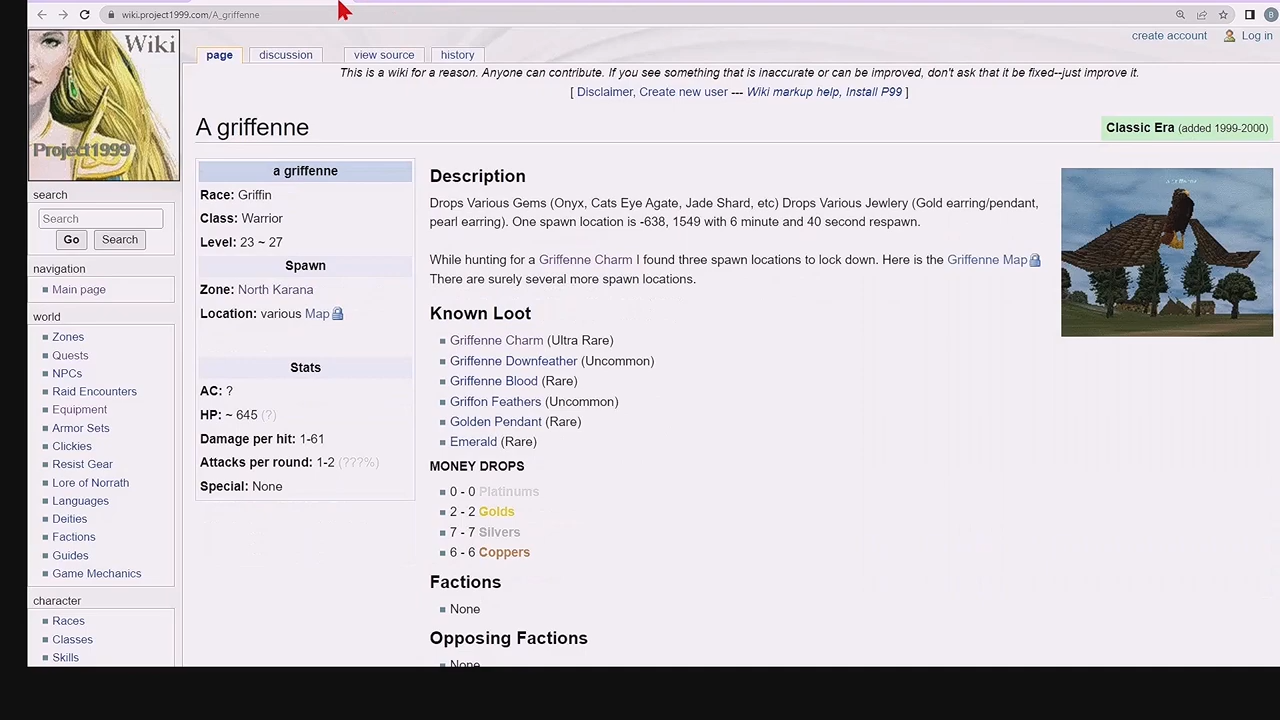 wiki.project1999.com/A_griffenne
B
create account Log in
Wiki
Project1999
page discussion view source history
This is a wiki for a reason. Anyone can contribute. If you see something that is inaccurate or can be improved, don't ask that it be fixed--just improve it.
[ Disclaimer, Create new user --- Wiki markup help, Install P99 ]
A griffenne
Classic Era (added 1999-2000)
search
Search
Go Search
navigation
Main page
world
Zones
Quests
NPCs
Raid Encounters
Equipment
Armor Sets
Clickies
Resist Gear
Lore of Norrath
Languages
Deities
Factions
Guides
Game Mechanics
character
Races
Classes
Skills
a griffenne
Race: Griffin
Class: Warrior
Level: 23 ~ 27
Spawn
Zone: North Karana
Location: various Map
Stats
AC: ?
HP: ~ 645 (?)
Damage per hit: 1-61
Attacks per round: 1-2 (???%)
Special: None
Description
Drops Various Gems (Onyx, Cats Eye Agate, Jade Shard, etc) Drops Various Jewlery (Gold earring/pendant,
pearl earring). One spawn location is -638, 1549 with 6 minute and 40 second respawn.
While hunting for a Griffenne Charm I found three spawn locations to lock down. Here is the Griffenne Map
There are surely several more spawn locations.
Known Loot
Griffenne Charm (Ultra Rare)
Griffenne Downfeather (Uncommon)
Griffenne Blood (Rare)
Griffon Feathers (Uncommon)
Golden Pendant (Rare)
Emerald (Rare)
MONEY DROPS
0 - 0 Platinums
2 - 2 Golds
7 - 7 Silvers
6 - 6 Coppers
Factions
None
Opposing Factions
None